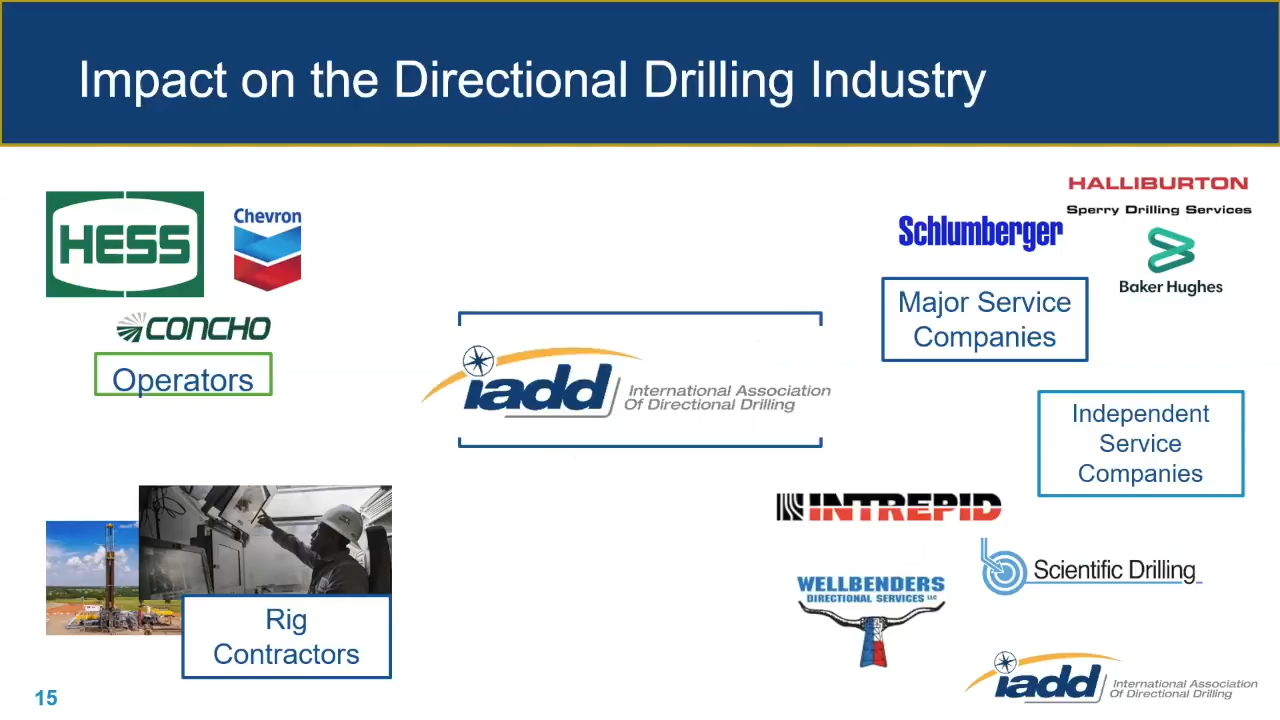 Impact on the Directional Drilling Industry
HESS
Chevron
CONCHO
Operators
Schlumberger
HALLIBURTON
Sperry Drilling Services
Baker Hughes
Major Service
Companies
iadd
International Association
Of Directional Drilling
Independent
Service
Companies
INTREPID
Scientific Drilling
WELLBENDERS
DIRECTIONAL SERVICES LLC
Rig
Contractors
15
iadd
International Association
Of Directional Drilling